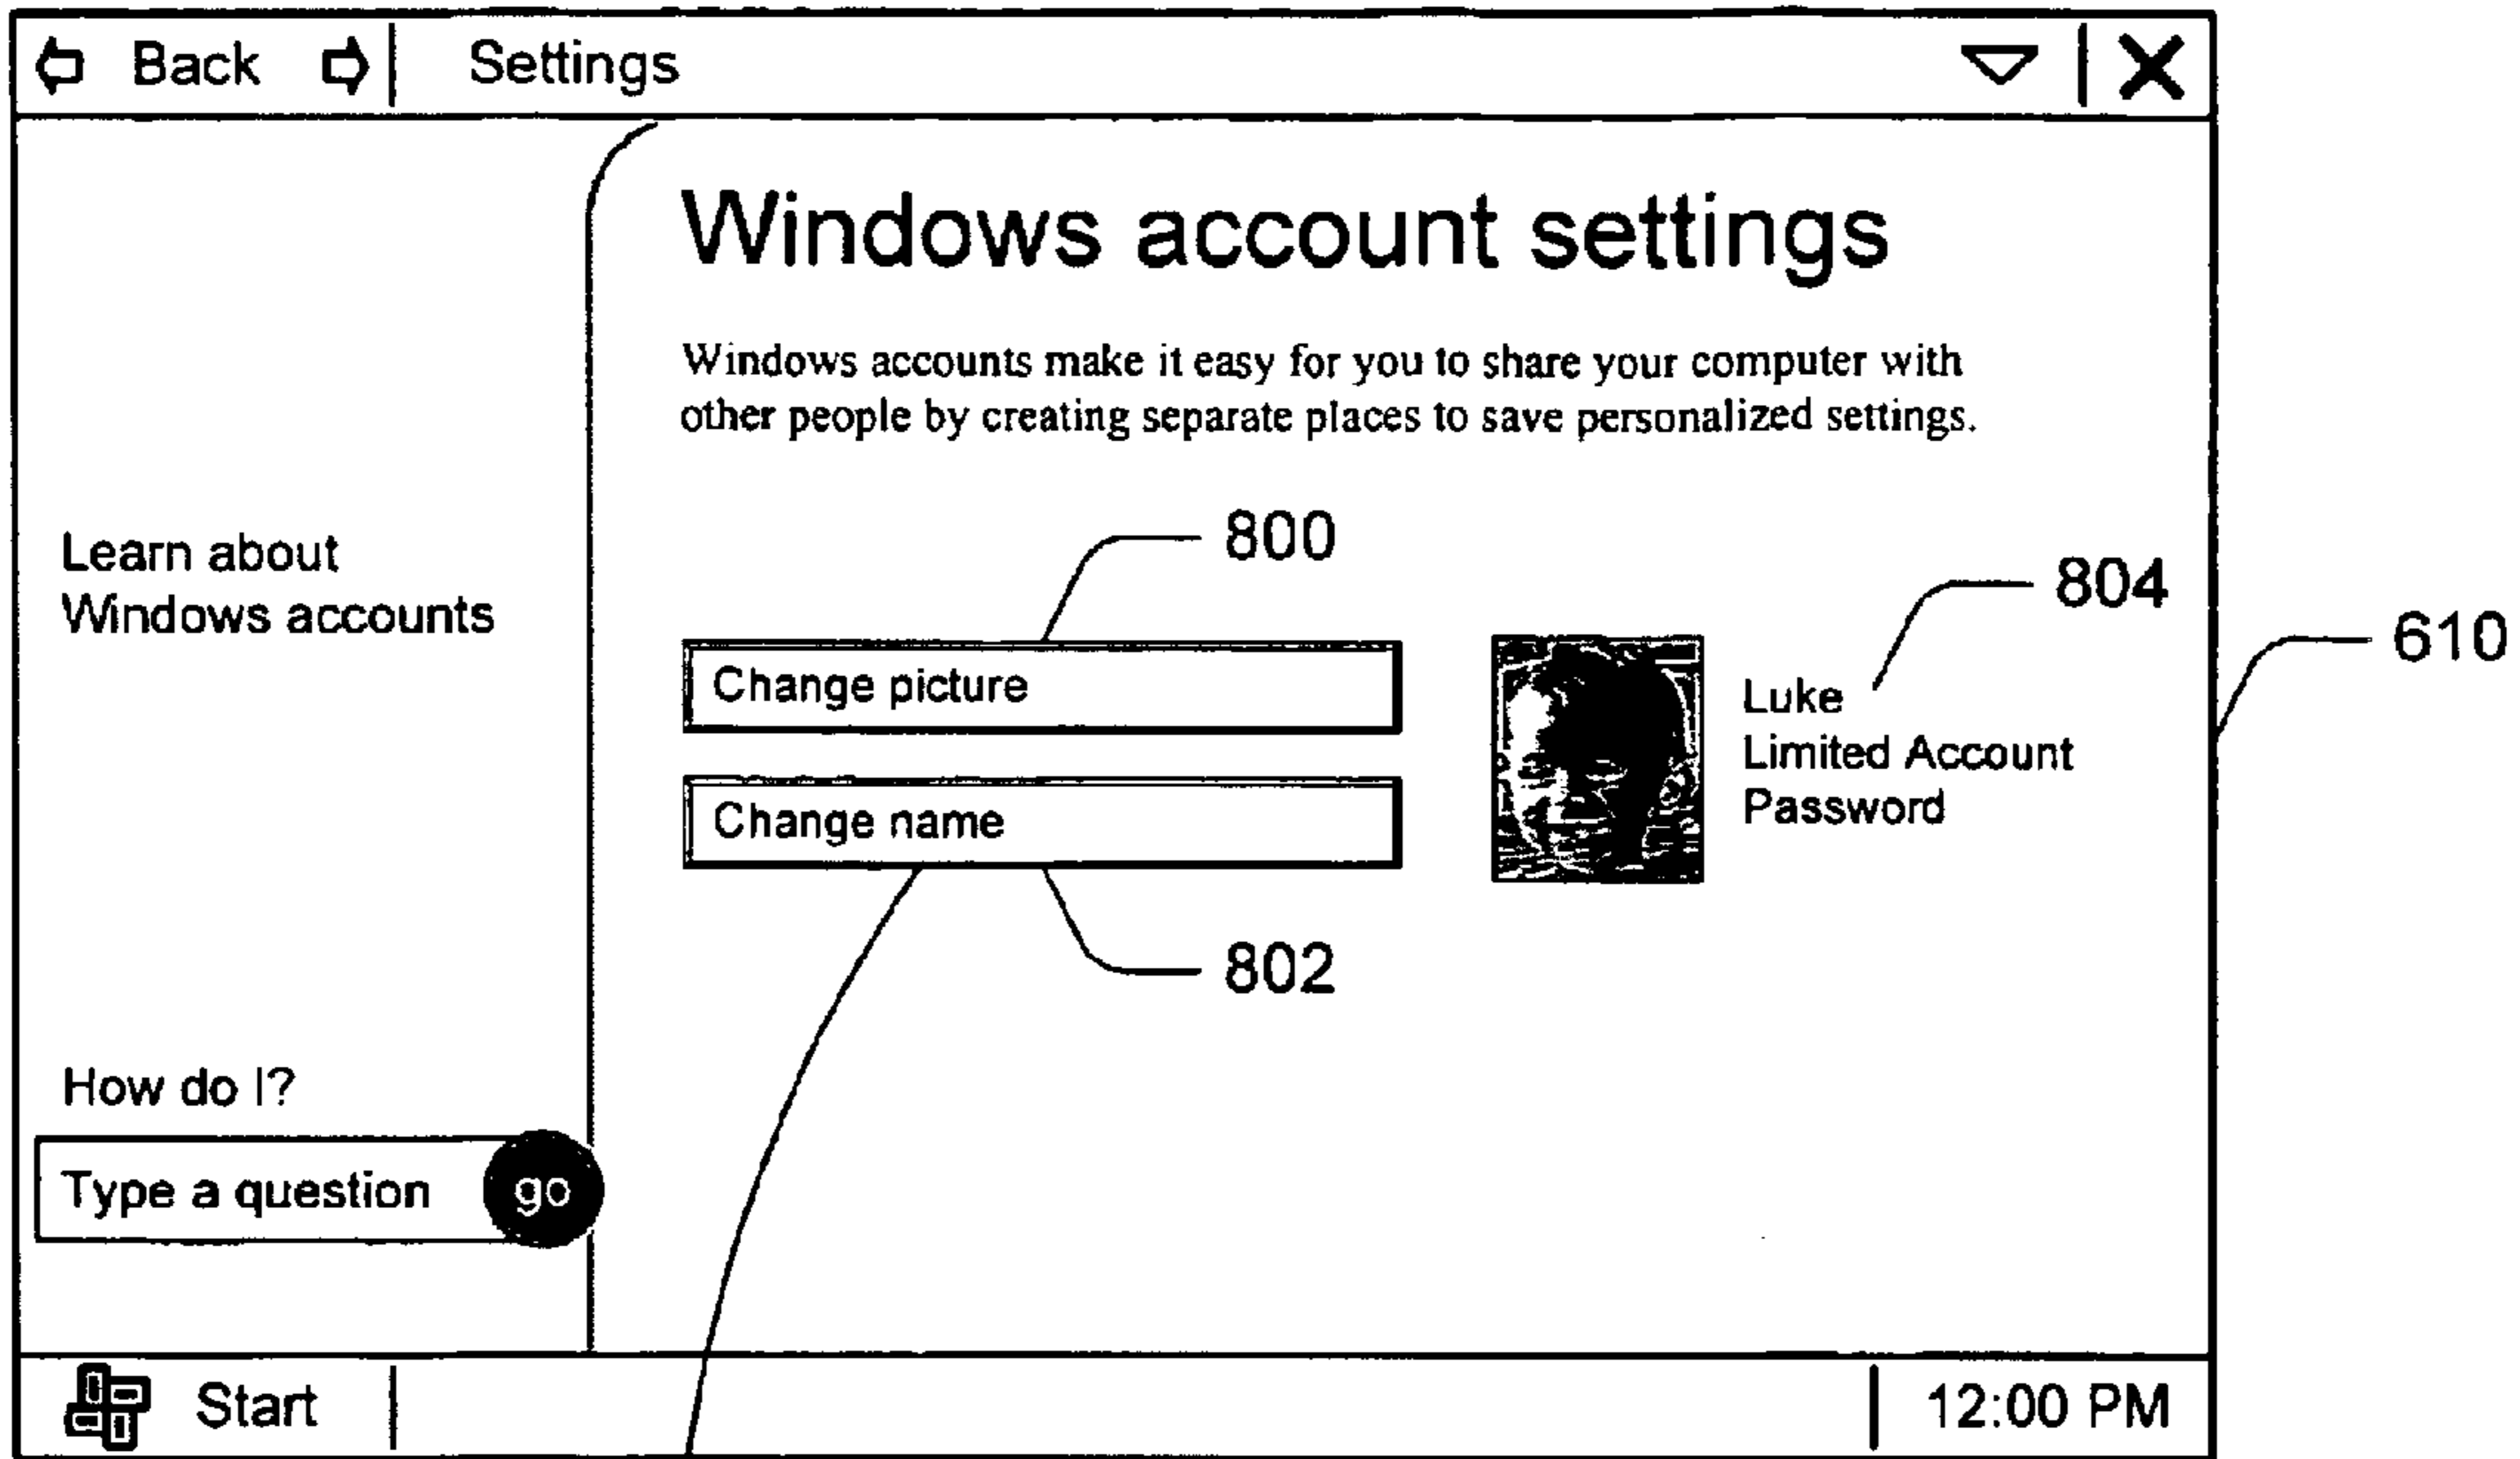 Back
Settings
Windows account settings
Windows accounts make it easy for you to share your computer with
other people by creating separate places to save personalized settings.
Learn about
Windows accounts
800
804
610
Change picture
Luke
Limited Account
Password
Change name
802
How do I?
Type a question
go
Start
12:00 PM